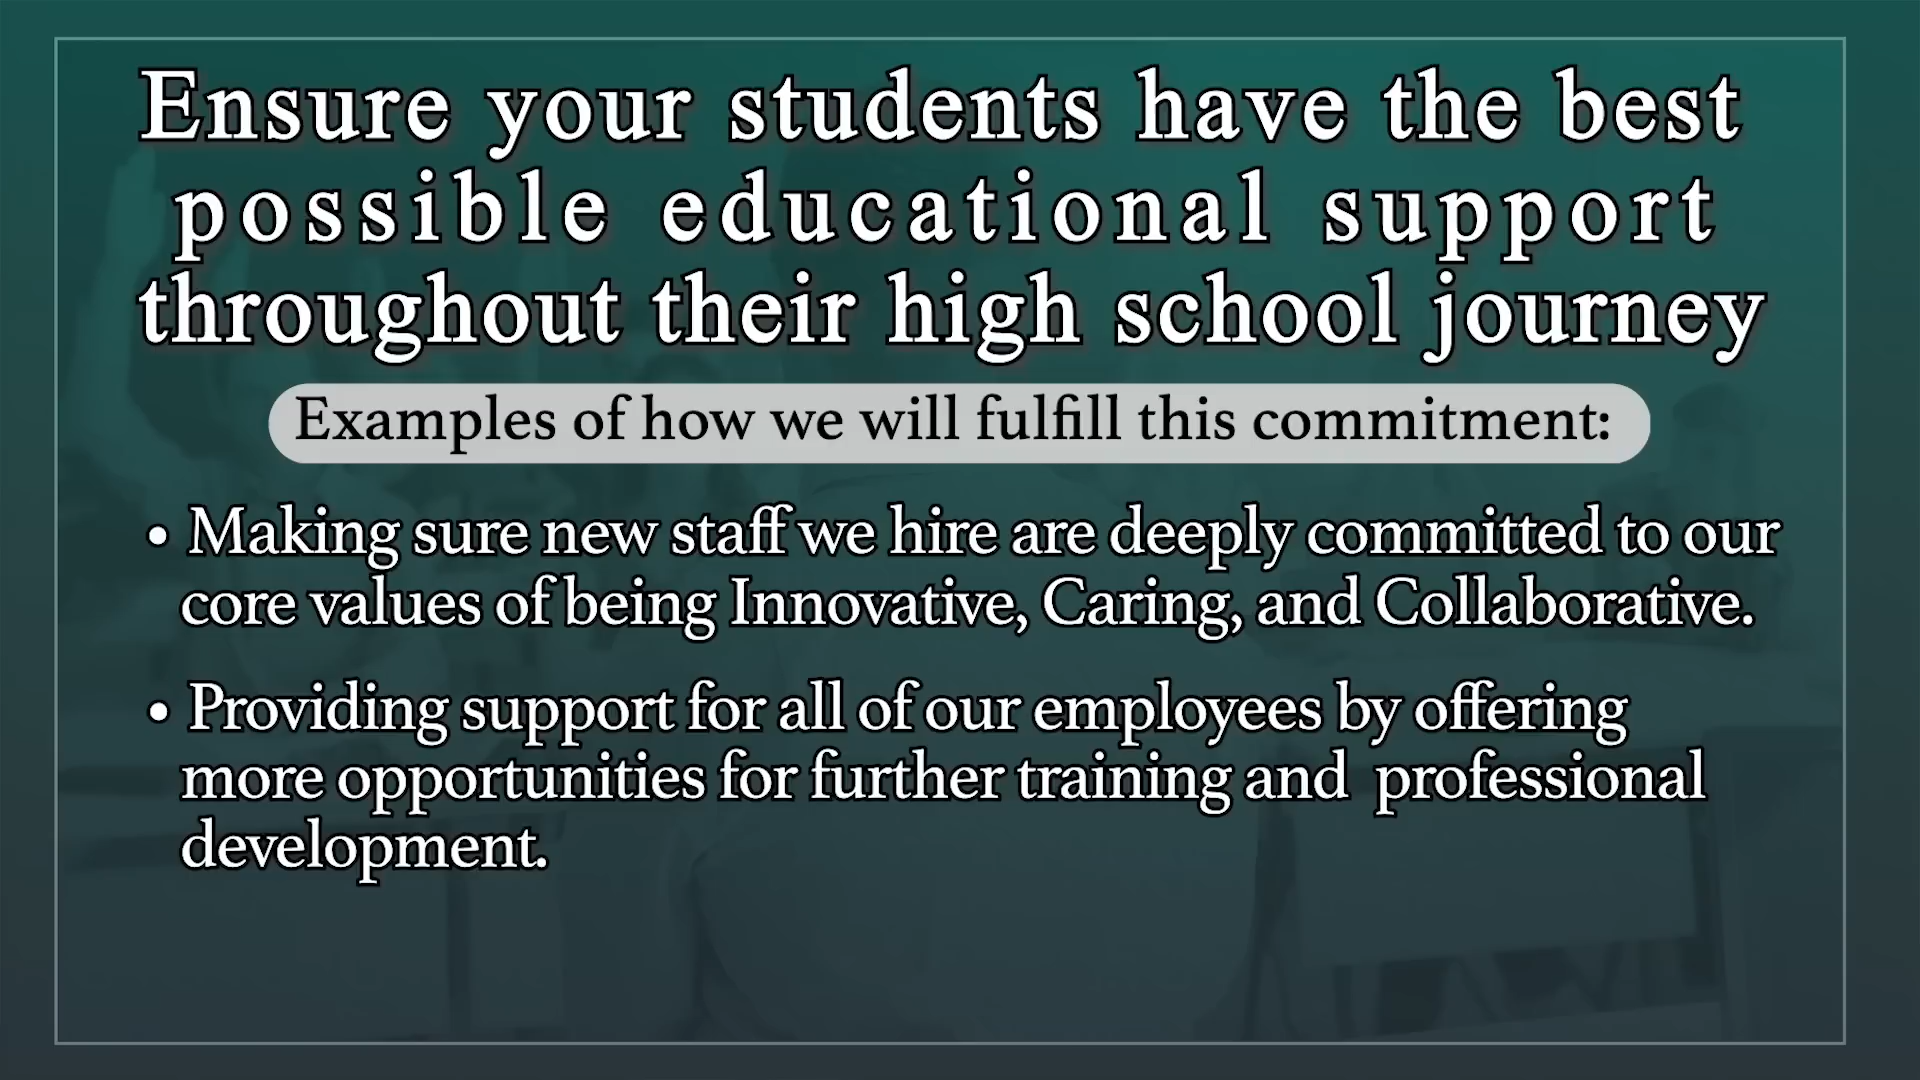 Ensure your students have the best
possible educational support
throughout their high school journey
Examples of how we will fulfill this commitment:
• Making sure new staff we hire are deeply committed to our
core values of being Innovative, Caring, and Collaborative.
• Providing support for all of our employees by offering
more opportunities for further training and professional
development.